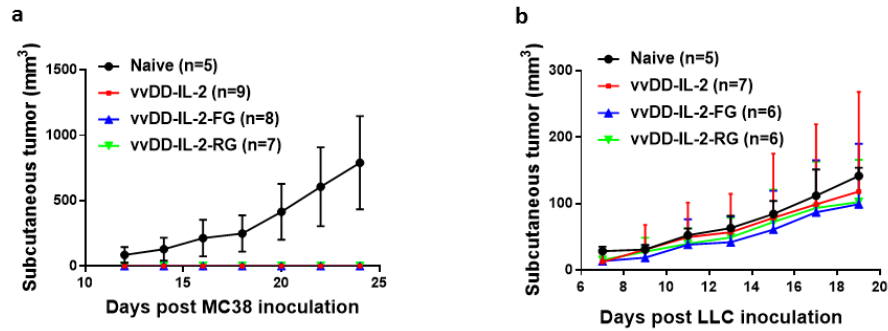 a
Subcutaneous tumor (mm³)
1500
1000
500
0
Naive (n=5)
vvDD-IL-2 (n=9)
vvDD-IL-2-FG (n=8)
vvDD-IL-2-RG (n=7)
10 15 20 25
Days post MC38 inoculation
b
Subcutaneous tumor (mm³)
300
200
100
0
Naive (n=5)
vvDD-IL-2 (n=7)
vvDD-IL-2-FG (n=6)
vvDD-IL-2-RG (n=6)
6 8 10 12 14 16 18 20
Days post LLC inoculation